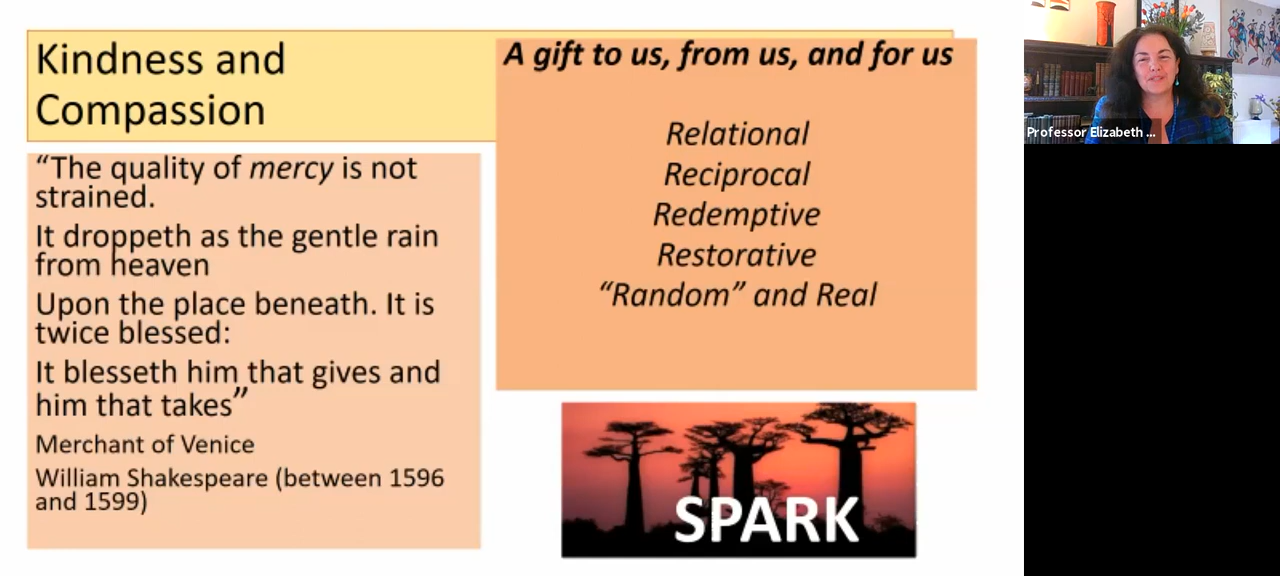 Kindness and
Compassion
“The quality of mercy is not
strained.
It droppeth as the gentle rain
from heaven
Upon the place beneath. It is
twice blessed:
It blesseth him that gives and
him that takes”
Merchant of Venice
William Shakespeare (between 1596
and 1599)
A gift to us, from us, and for us
Relational
Reciprocal
Redemptive
Restorative
“Random” and Real
SPARK
Professor Elizabeth ...